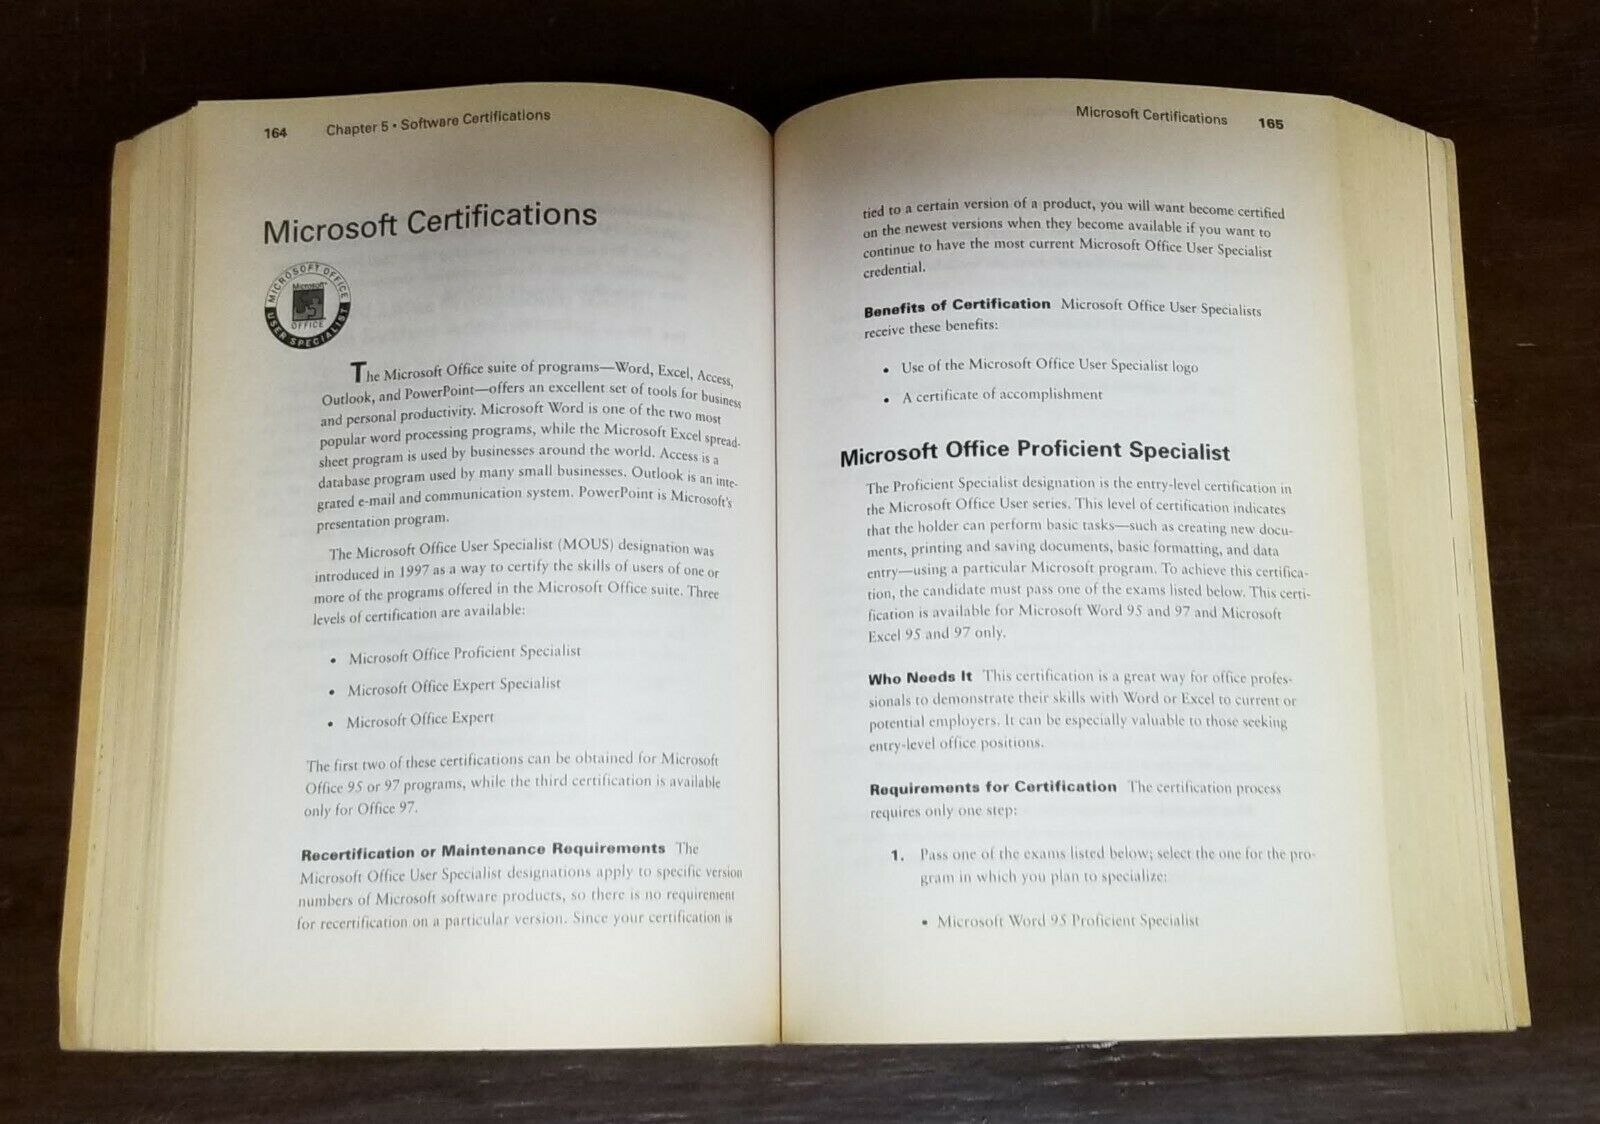 164 Chapter 5 • Software Certifications
Microsoft Certifications
MICROSOFT OFFICE
Microsoft
OFFICE
USER SPECIALIST
The Microsoft Office suite of programs—Word, Excel, Access,
Outlook, and PowerPoint—offers an excellent set of tools for business
and personal productivity. Microsoft Word is one of the two most
popular word processing programs, while the Microsoft Excel spread-
sheet program is used by businesses around the world. Access is a
database program used by many small businesses. Outlook is an inte-
grated e-mail and communication system. PowerPoint is Microsoft's
presentation program.
The Microsoft Office User Specialist (MOUS) designation was
introduced in 1997 as a way to certify the skills of users of one or
more of the programs offered in the Microsoft Office suite. Three
levels of certification are available:
• Microsoft Office Proficient Specialist
• Microsoft Office Expert Specialist
• Microsoft Office Expert
The first two of these certifications can be obtained for Microsoft
Office 95 or 97 programs, while the third certification is available
only for Office 97.
Recertification or Maintenance Requirements The
Microsoft Office User Specialist designations apply to specific version
numbers of Microsoft software products, so there is no requirement
for recertification on a particular version. Since your certification is
Microsoft Certifications 165
tied to a certain version of a product, you will want become certified
on the newest versions when they become available if you want to
continue to have the most current Microsoft Office User Specialist
credential.
Benefits of Certification Microsoft Office User Specialists
receive these benefits:
• Use of the Microsoft Office User Specialist logo
• A certificate of accomplishment
Microsoft Office Proficient Specialist
The Proficient Specialist designation is the entry-level certification in
the Microsoft Office User series. This level of certification indicates
that the holder can perform basic tasks—such as creating new docu-
ments, printing and saving documents, basic formatting, and data
entry—using a particular Microsoft program. To achieve this certifica-
tion, the candidate must pass one of the exams listed below. This certi-
fication is available for Microsoft Word 95 and 97 and Microsoft
Excel 95 and 97 only.
Who Needs It This certification is a great way for office profes-
sionals to demonstrate their skills with Word or Excel to current or
potential employers. It can be especially valuable to those seeking
entry-level office positions.
Requirements for Certification The certification process
requires only one step:
1. Pass one of the exams listed below; select the one for the pro-
gram in which you plan to specialize:
• Microsoft Word 95 Proficient Specialist